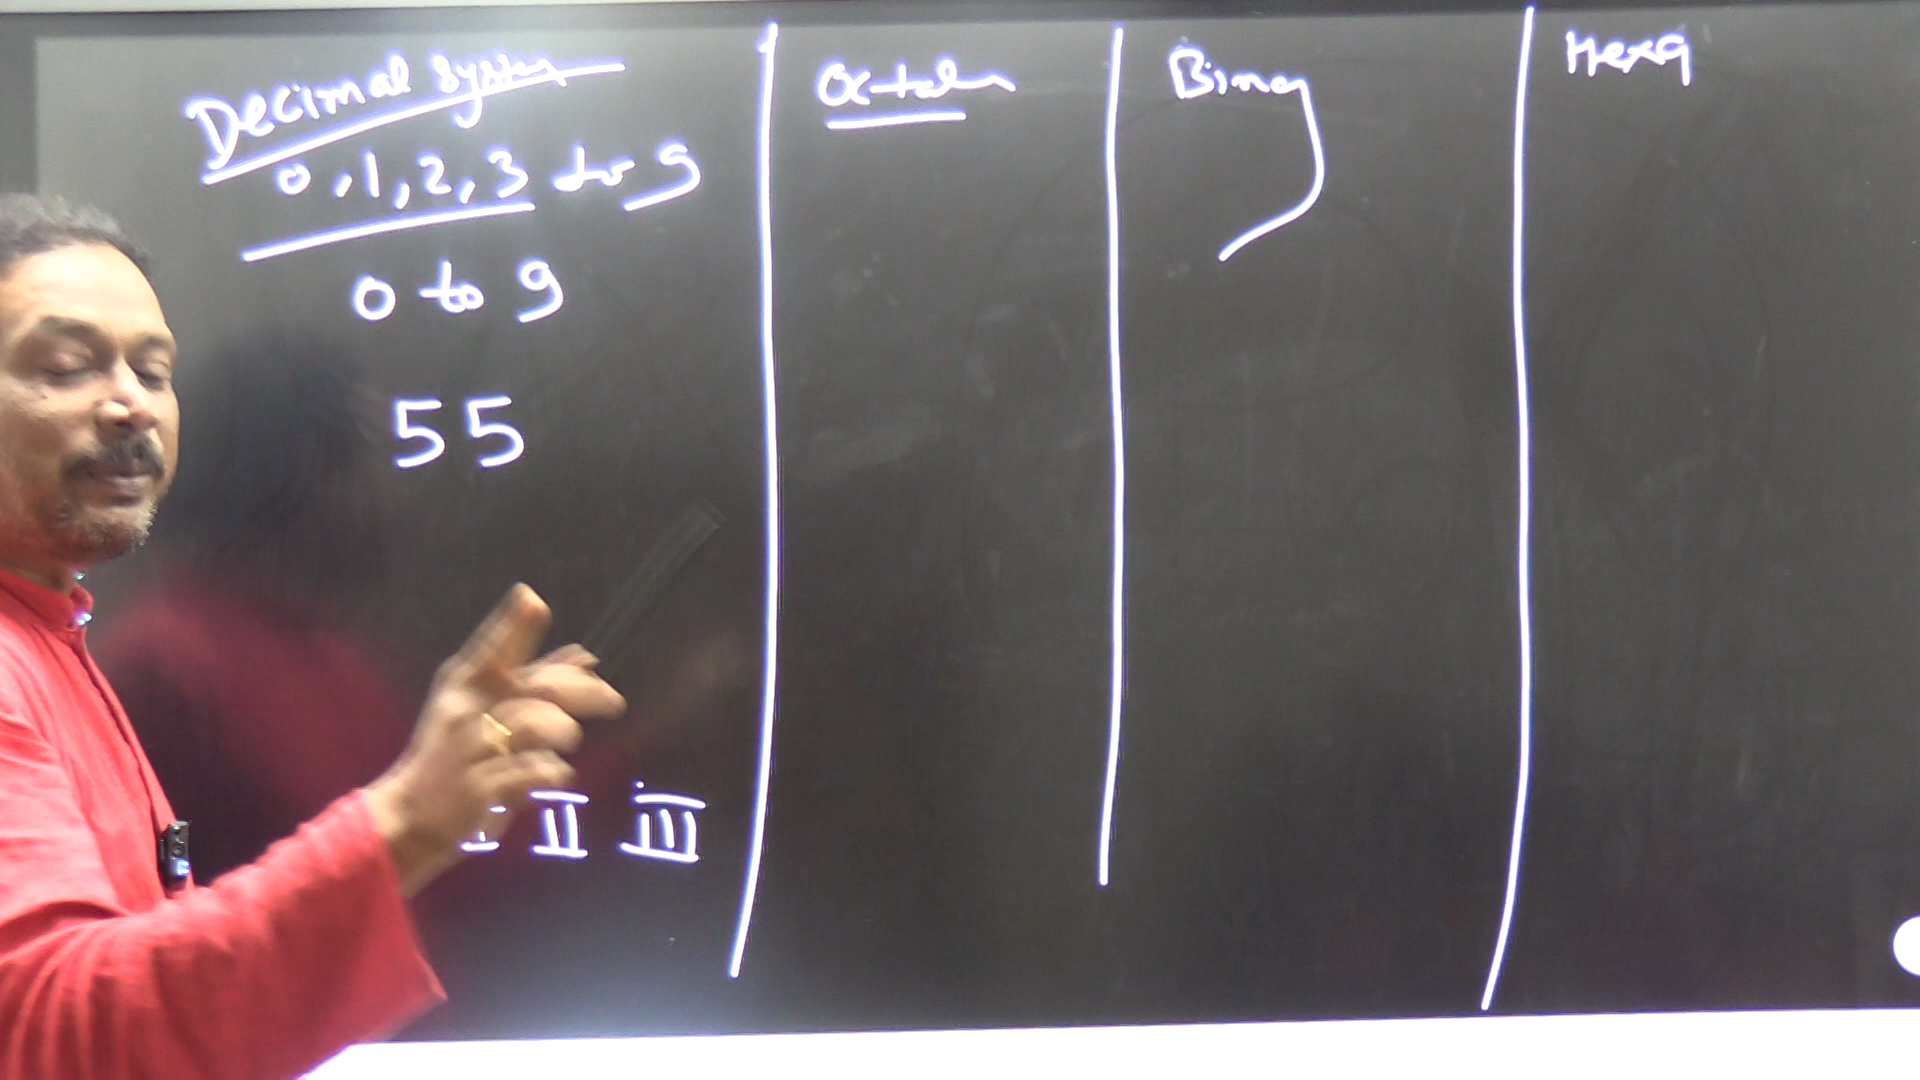 Decimal System
0, 1, 2, 3 to 9
0 to 9
55
I II III
Octal
Binary
Hexa